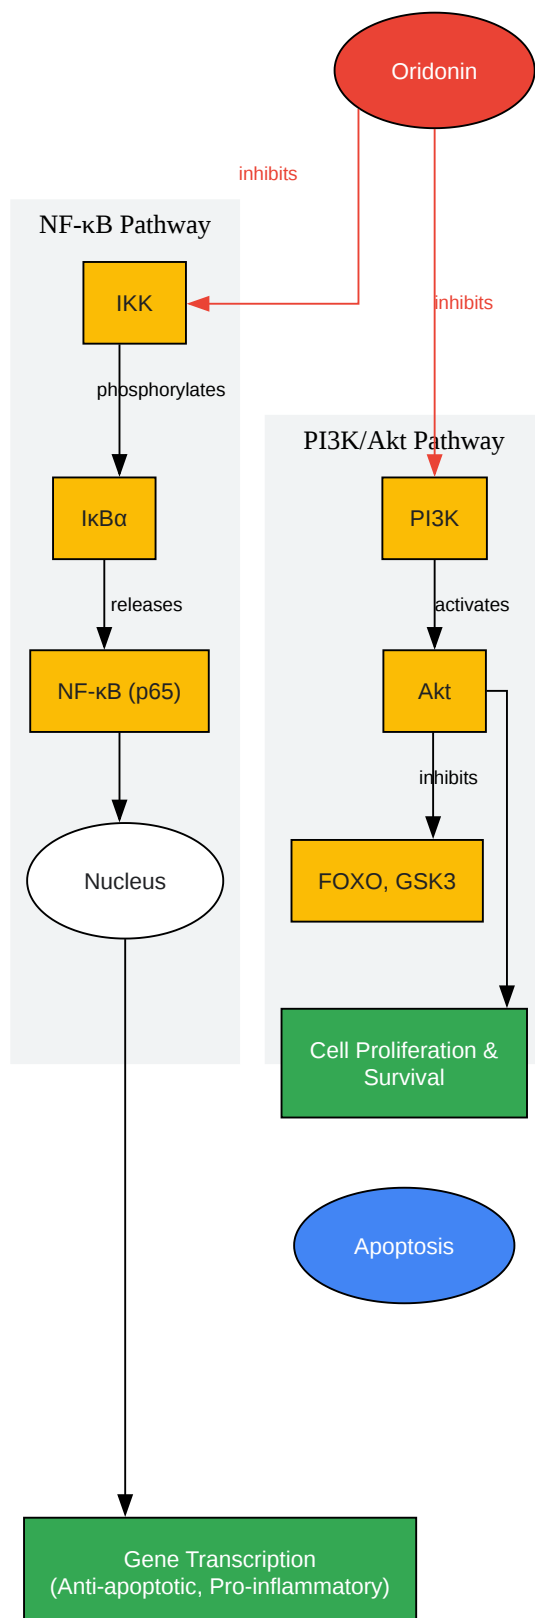 Oridonin
inhibits
NF-κB Pathway
IKK
inhibits
phosphorylates
PI3K/Akt Pathway
IκBα
PI3K
releases
activates
NF-κB (p65)
Akt
inhibits
Nucleus
FOXO, GSK3
Cell Proliferation &
Survival
Apoptosis
Gene Transcription
(Anti-apoptotic, Pro-inflammatory)